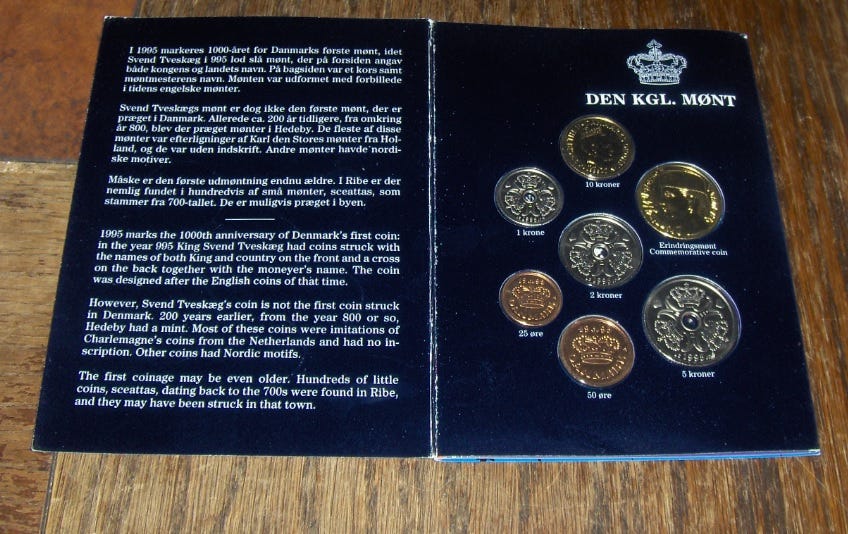 I 1995 markeres 1000-året for Danmarks første mønt, idet
Svend Tveskæg i 995 lod slå mønt, der på forsiden angav
både kongens og landets navn. På bagsiden var et kors samt
møntmesterens navn. Mønten var udformet med forbillede
i tidens engelske mønter.
Svend Tveskægs mønt er dog ikke den første mønt, der er
præget i Danmark. Allerede ca. 200 år tidligere, fra omkring
år 800, blev der præget mønter i Hedeby. De fleste af disse
mønter var efterligninger af Karl den Stores mønter fra Hol-
land, og de var uden indskrift. Andre mønter havde nordi-
ske motiver.
Måske er den første udmøntning endnu ældre. I Ribe er der
nemlig fundet i hundredvis af små mønter, sceattas, som
stammer fra 700-tallet. De er muligvis præget i byen.
1995 marks the 1000th anniversary of Denmark's first coin:
in the year 995 King Svend Tveskæg had coins struck with
the names of both King and country on the front and a cross
on the back together with the moneyer's name. The coin
was designed after the English coins of that time.
However, Svend Tveskæg's coin is not the first coin struck
in Denmark. 200 years earlier, from the year 800 or so,
Hedeby had a mint. Most of these coins were imitations of
Charlemagne's coins from the Netherlands and had no in-
scription. Other coins had Nordic motifs.
The first coinage may be even older. Hundreds of little
coins, sceattas, dating back to the 700s were found in Ribe,
and they may have been struck in that town.
DEN KGL. MØNT
10 kroner
1 krone
Erindringsmønt
Commemorative coin
2 kroner
25 øre
5 kroner
1995
50 øre